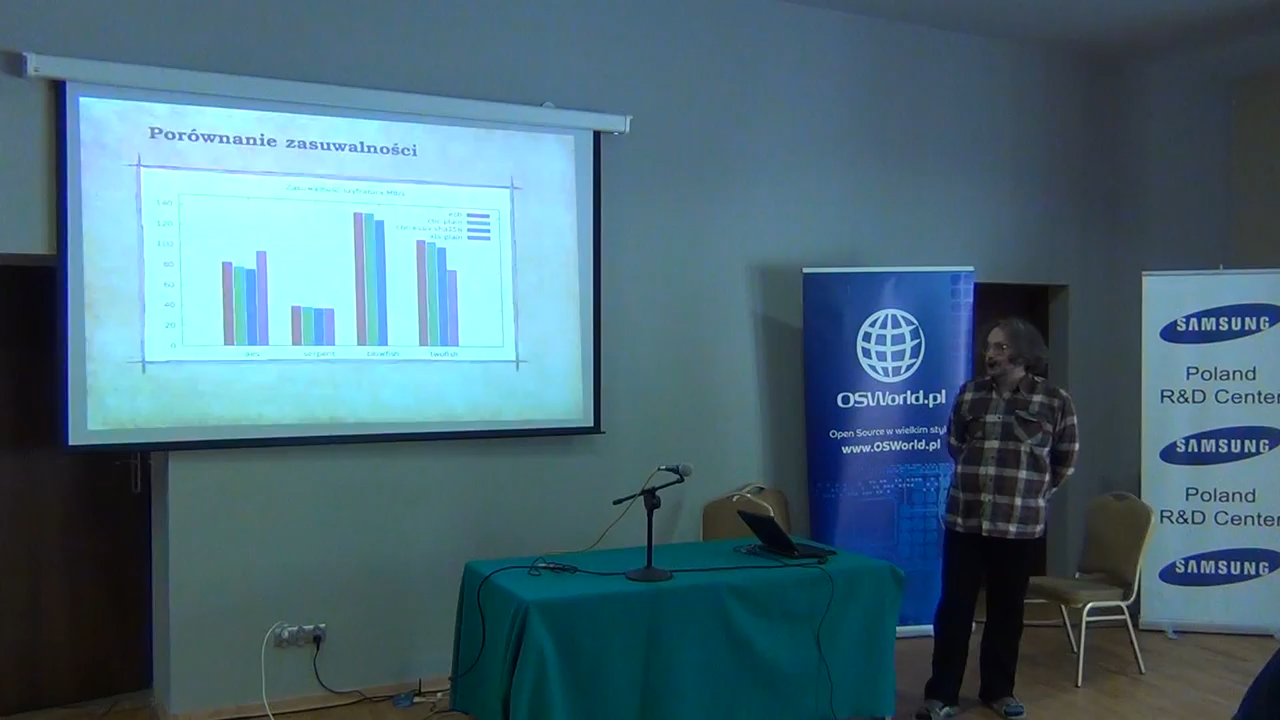 Porównanie zasuwalności
140
120
100
80
60
40
20
0
aes
serpent
blowfish
twofish
OSWorld.pl
Open Source w wielkim
www.OSWorld.pl
SAMSUNG
Poland
R&D Center
SAMSUNG
Poland
R&D Center
SAMSUNG